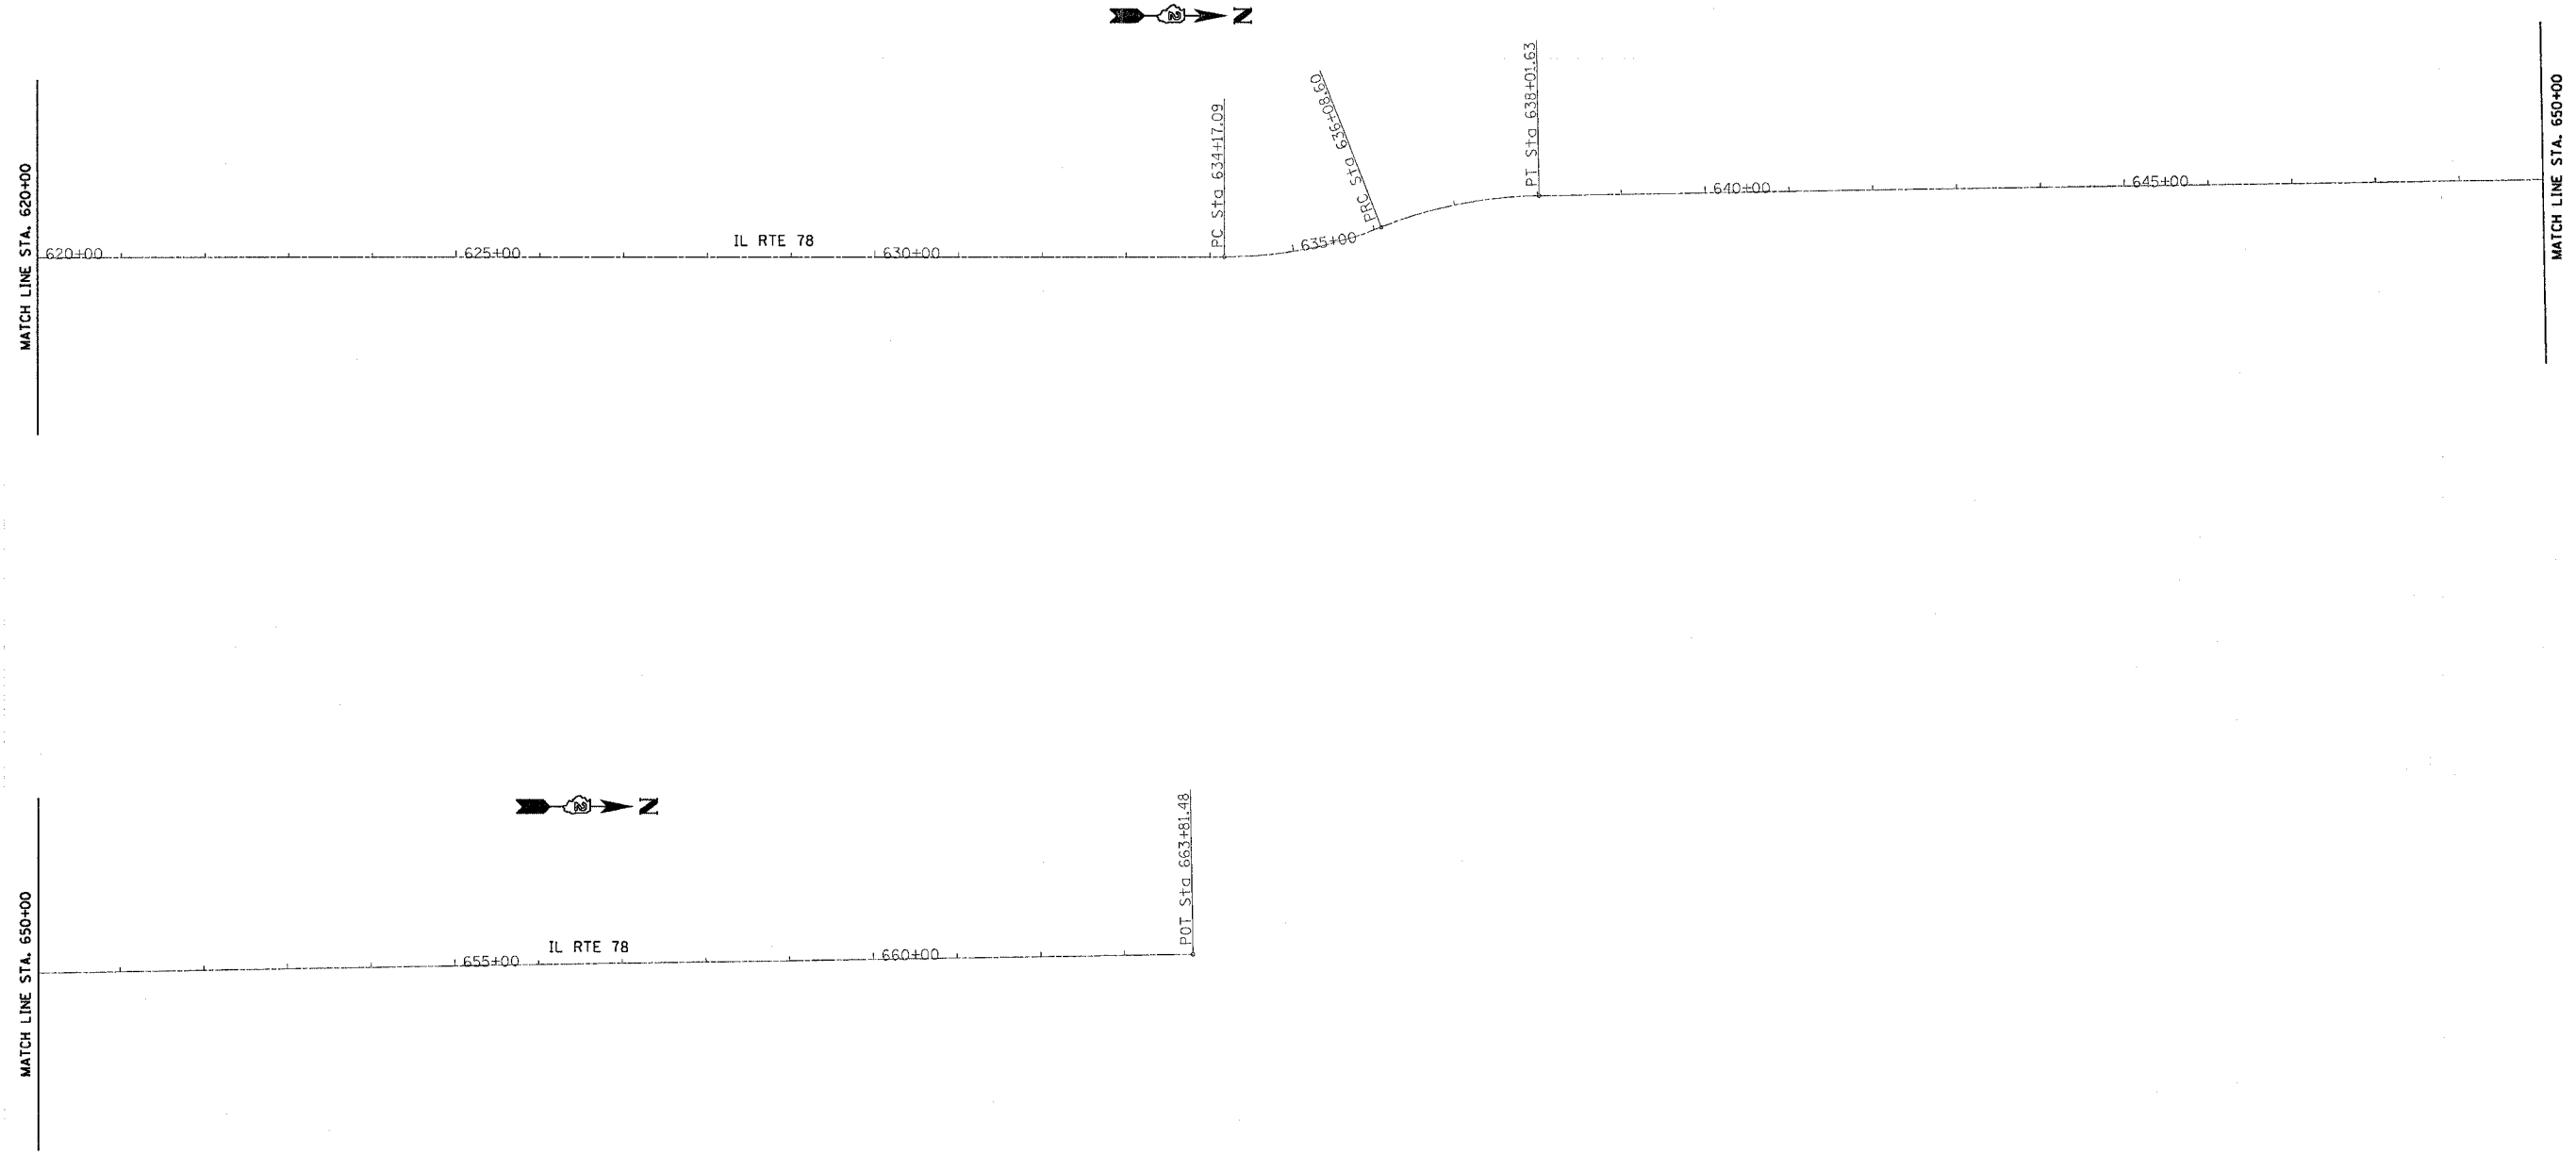 N
MATCH LINE STA. 620+00
620+00
625+00
IL RTE 78
630+00
PC Sta 634+17.09
635+00
PRC Sta 636+08.60
PT Sta 638+01.63
640+00
645+00
MATCH LINE STA. 650+00
N
MATCH LINE STA. 650+00
655+00
IL RTE 78
660+00
POT Sta 663+81.48